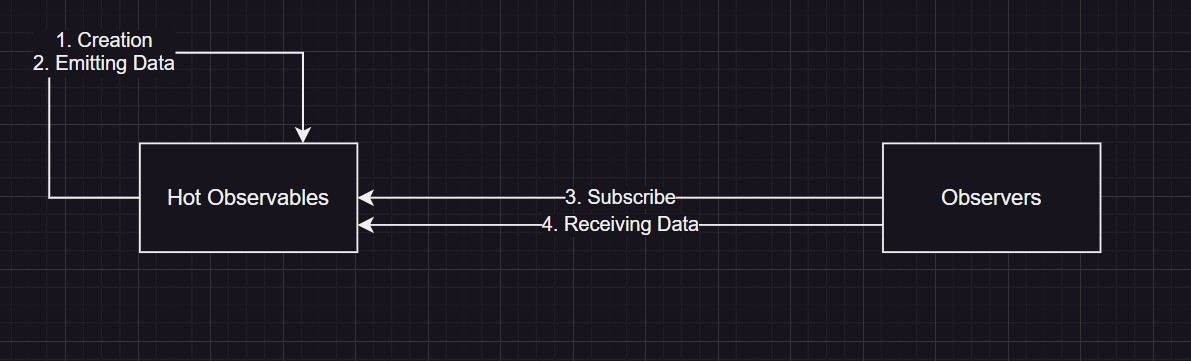 1. Creation
2. Emitting Data
Hot Observables
3. Subscribe
4. Receiving Data
Observers